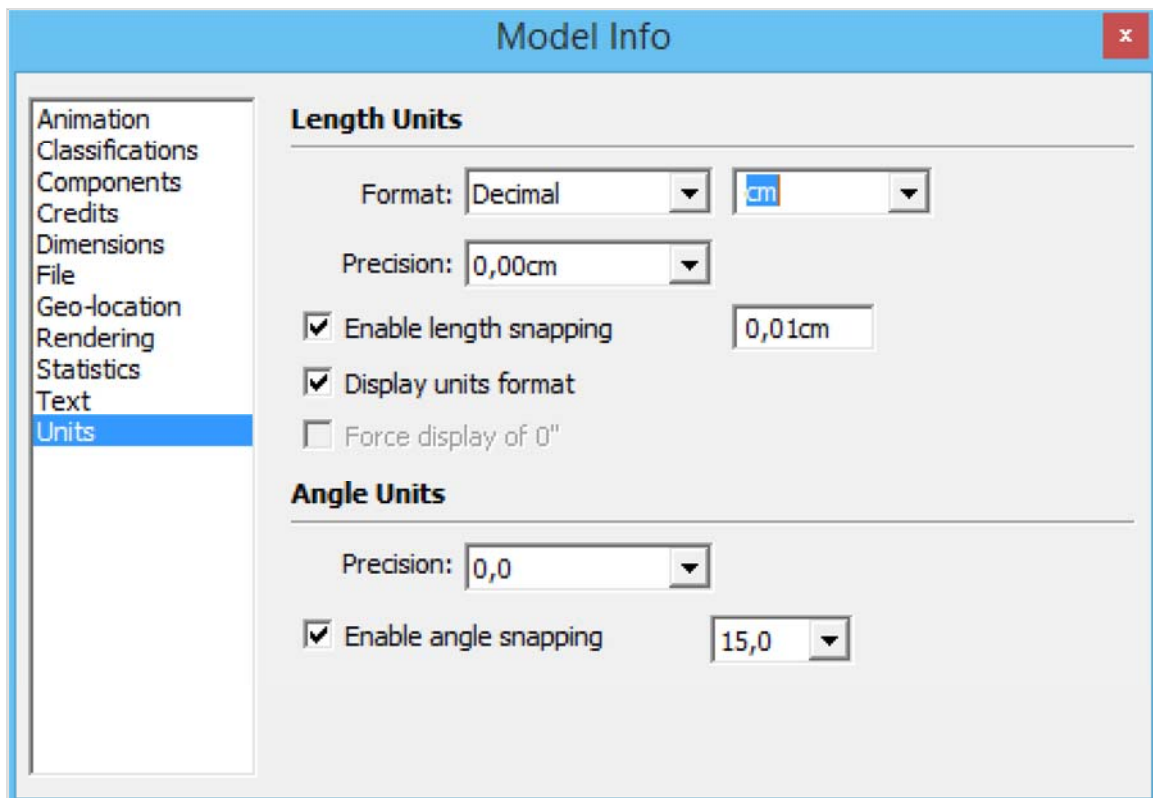 Model Info
x
Animation
Classifications
Components
Credits
Dimensions
File
Geo-location
Rendering
Statistics
Text
Units
Length Units
Format: Decimal cm
Precision: 0,00cm
Enable length snapping 0,01cm
Display units format
Force display of 0"
Angle Units
Precision: 0,0
Enable angle snapping 15,0